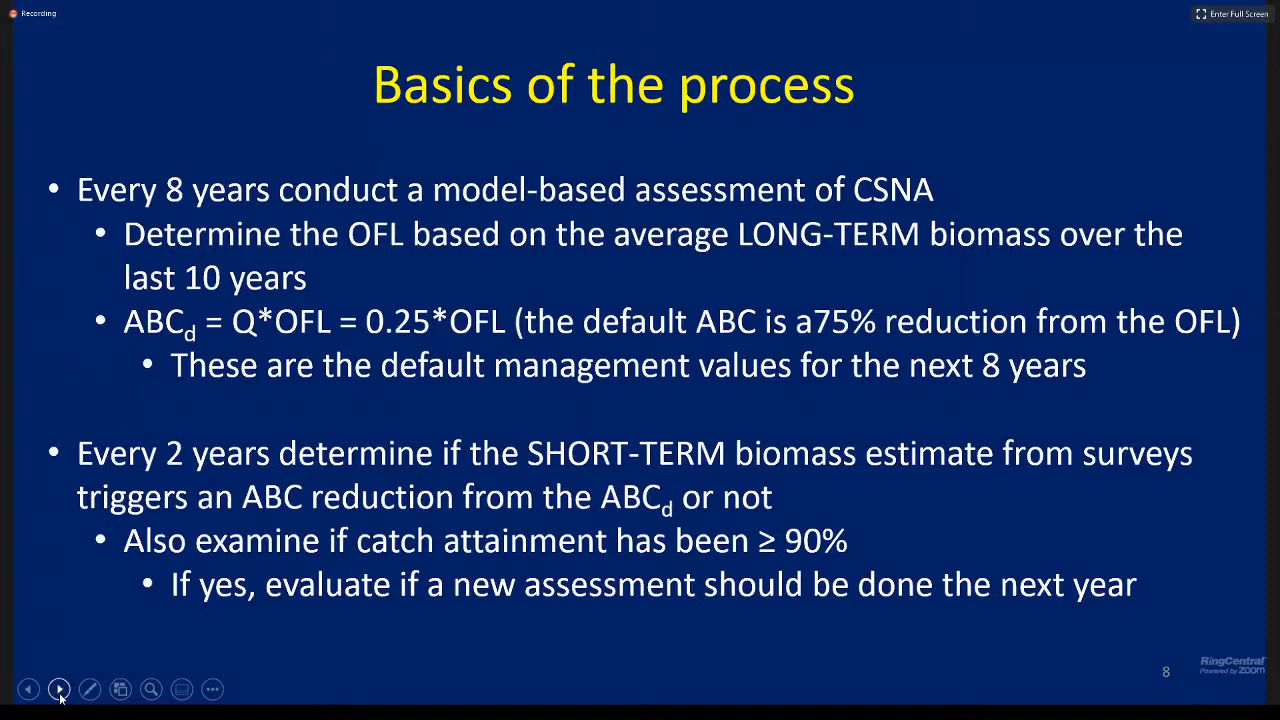 Recording
Enter Full Screen
Basics of the process
• Every 8 years conduct a model-based assessment of CSNA
• Determine the OFL based on the average LONG-TERM biomass over the
last 10 years
• ABCd = Q*OFL = 0.25*OFL (the default ABC is a75% reduction from the OFL)
• These are the default management values for the next 8 years
• Every 2 years determine if the SHORT-TERM biomass estimate from surveys
triggers an ABC reduction from the ABCd or not
• Also examine if catch attainment has been ≥ 90%
• If yes, evaluate if a new assessment should be done the next year
8
RingCentral
Powered by zoom